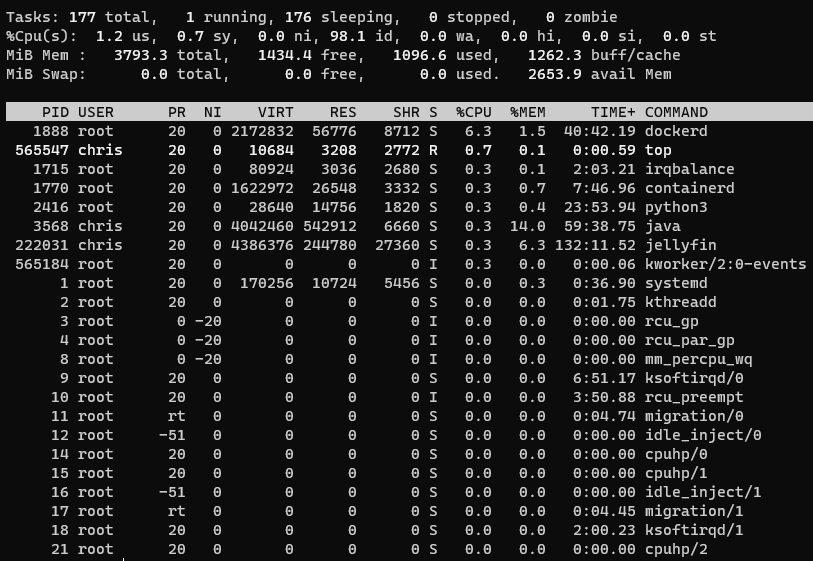 Tasks: 177 total,   1 running, 176 sleeping,   0 stopped,   0 zombie
%Cpu(s):  1.2 us,  0.7 sy,  0.0 ni, 98.1 id,  0.0 wa,  0.0 hi,  0.0 si,  0.0 st
MiB Mem :   3793.3 total,   1434.4 free,   1096.6 used,   1262.3 buff/cache
MiB Swap:      0.0 total,      0.0 free,      0.0 used.   2653.9 avail Mem
    PID USER      PR  NI    VIRT    RES    SHR S  %CPU  %MEM     TIME+ COMMAND
   1888 root      20   0 2172832  56776   8712 S   6.3   1.5  40:42.19 dockerd
 565547 chris     20   0   10684   3208   2772 R   0.7   0.1   0:00.59 top
   1715 root      20   0   80924   3036   2680 S   0.3   0.1   2:03.21 irqbalance
   1770 root      20   0 1622972  26548   3332 S   0.3   0.7   7:46.96 containerd
   2416 root      20   0   28640  14756   1820 S   0.3   0.4  23:53.94 python3
   3568 chris     20   0 4042460 542912   6660 S   0.3  14.0  59:38.75 java
 222031 chris     20   0 4386376 244780  27360 S   0.3   6.3 132:11.52 jellyfin
 565184 root      20   0       0      0      0 I   0.3   0.0   0:00.06 kworker/2:0-events
      1 root      20   0  170256  10724   5456 S   0.0   0.3   0:36.90 systemd
      2 root      20   0       0      0      0 S   0.0   0.0   0:01.75 kthreadd
      3 root       0 -20       0      0      0 I   0.0   0.0   0:00.00 rcu_gp
      4 root       0 -20       0      0      0 I   0.0   0.0   0:00.00 rcu_par_gp
      8 root       0 -20       0      0      0 I   0.0   0.0   0:00.00 mm_percpu_wq
      9 root      20   0       0      0      0 S   0.0   0.0   6:51.17 ksoftirqd/0
     10 root      20   0       0      0      0 I   0.0   0.0   3:50.88 rcu_preempt
     11 root      rt   0       0      0      0 S   0.0   0.0   0:04.74 migration/0
     12 root     -51   0       0      0      0 S   0.0   0.0   0:00.00 idle_inject/0
     14 root      20   0       0      0      0 S   0.0   0.0   0:00.00 cpuhp/0
     15 root      20   0       0      0      0 S   0.0   0.0   0:00.00 cpuhp/1
     16 root     -51   0       0      0      0 S   0.0   0.0   0:00.00 idle_inject/1
     17 root      rt   0       0      0      0 S   0.0   0.0   0:04.45 migration/1
     18 root      20   0       0      0      0 S   0.0   0.0   2:00.23 ksoftirqd/1
     21 root      20   0       0      0      0 S   0.0   0.0   0:00.00 cpuhp/2